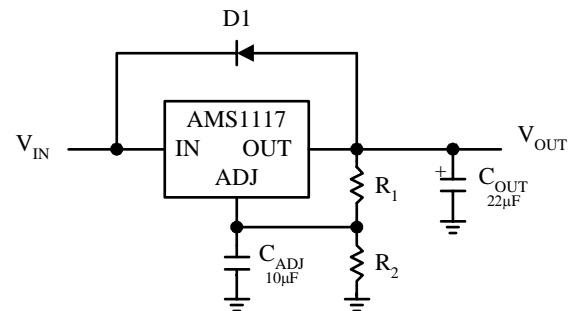 D1
AMS1117
V_IN IN OUT V_OUT
ADJ
R_1
+ C_OUT
22μF
C_ADJ
10μF
R_2